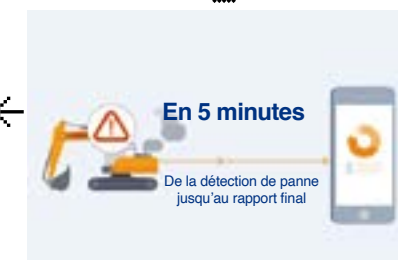 En 5 minutes
De la détection de panne
jusqu'au rapport final